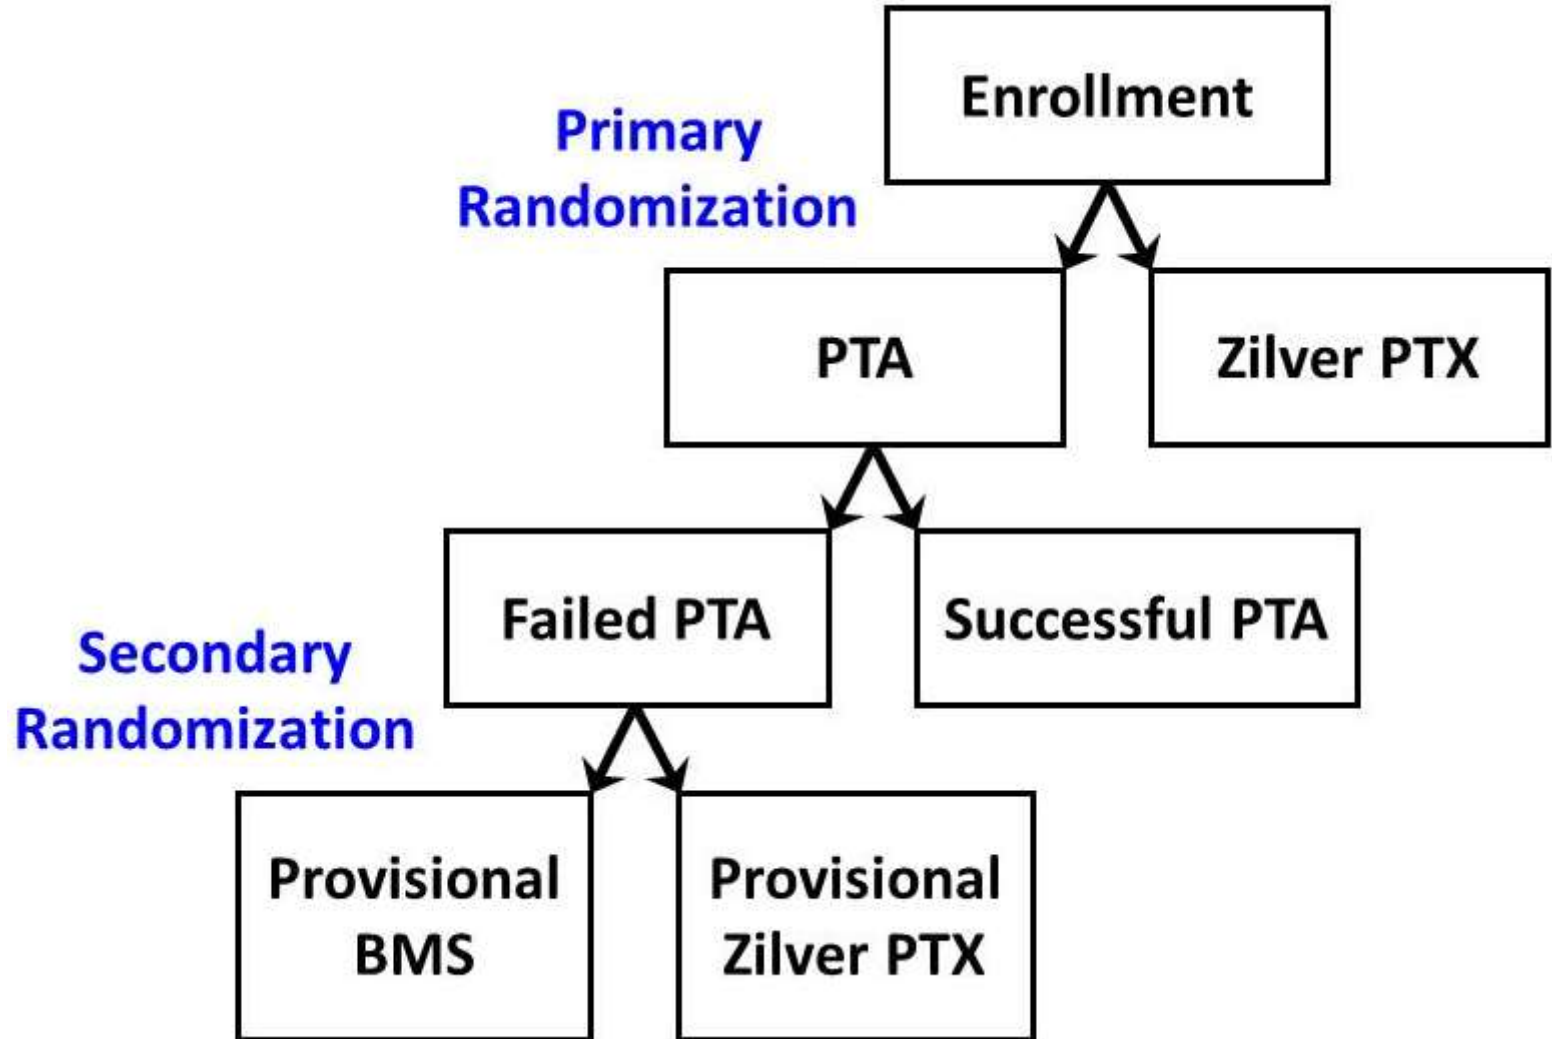 Enrollment
Primary
Randomization
PTA
Zilver PTX
Failed PTA
Successful PTA
Secondary
Randomization
Provisional
BMS
Provisional
Zilver PTX